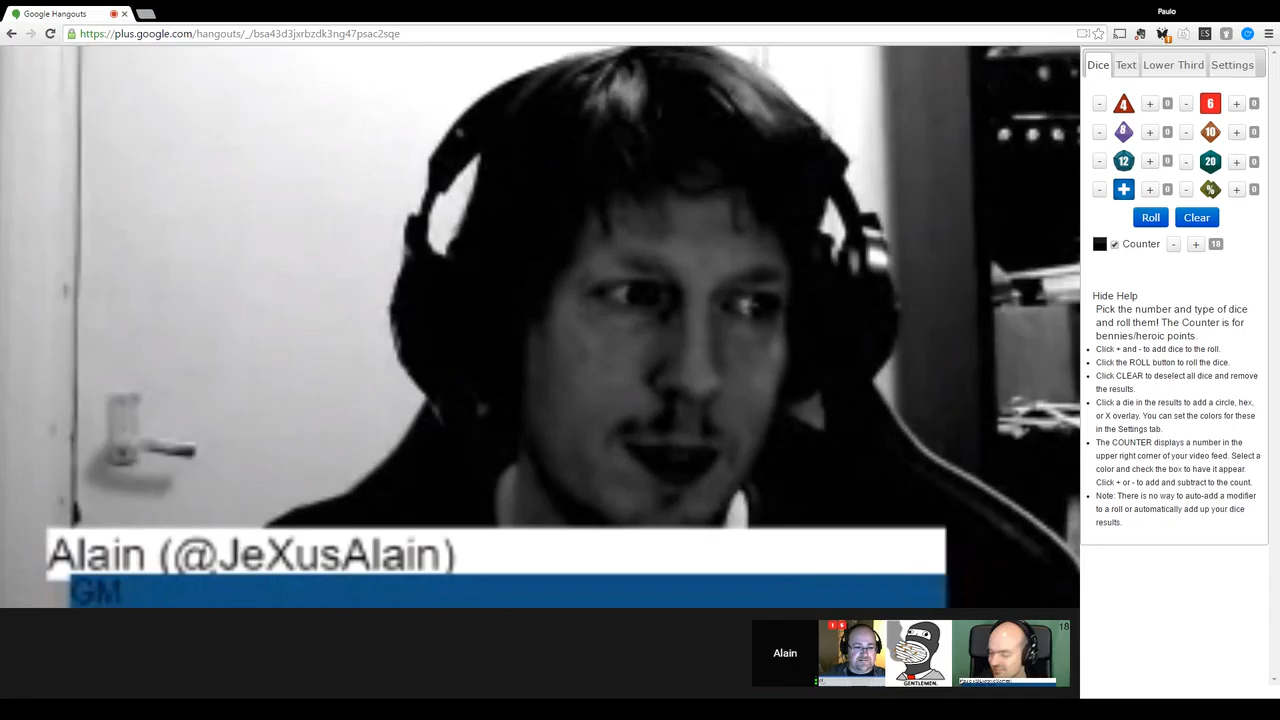 Paulo
Google Hangouts
https://plus.google.com/hangouts/_/bsa43d3jxrbzdk3ng47psac2sqe
ES
Dice Text Lower Third Settings
- 4 + 0 - 6 + 0
- 8 + 0 - 10 + 0
- 12 + 0 - 20 + 0
- + + 0 - % + 0
Roll Clear
Counter - + 18
Hide Help
Pick the number and type of dice
and roll them! The Counter is for
bennies/heroic points.
Click + and - to add dice to the roll.
Click the ROLL button to roll the dice.
Click CLEAR to deselect all dice and remove
the results.
Click a die in the results to add a circle, hex,
or X overlay. You can set the colors for these
in the Settings tab.
The COUNTER displays a number in the
upper right corner of your video feed. Select a
color and check the box to have it appear.
Click + or - to add and subtract to the count.
Note: There is no way to auto-add a modifier
to a roll or automatically add up your dice
results.
Alain (@JeXusAlain)
GM
Alain
GENTLEMEN.
18